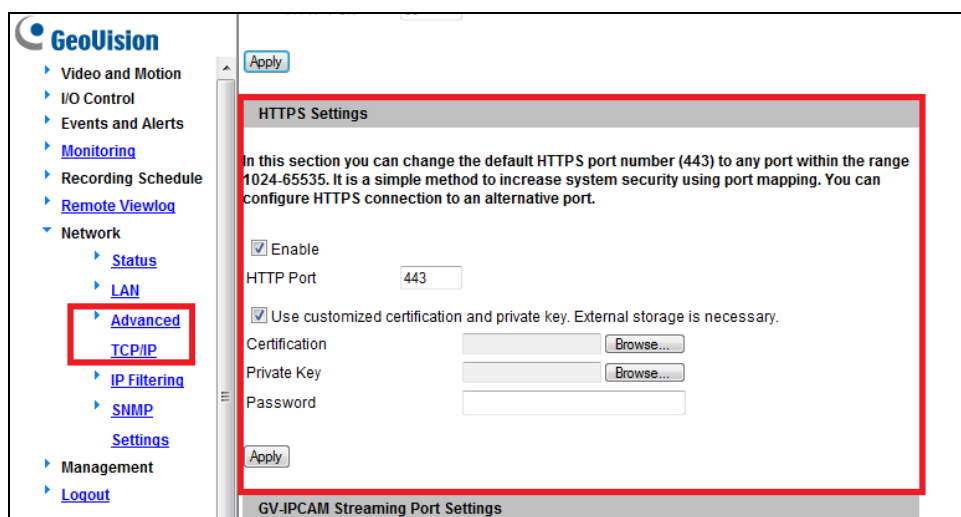 GeoVision
Video and Motion
I/O Control
Events and Alerts
Monitoring
Recording Schedule
Remote Viewlog
Network
Status
LAN
Advanced
TCP/IP
IP Filtering
SNMP
Settings
Management
Logout
Apply
HTTPS Settings
In this section you can change the default HTTPS port number (443) to any port within the range
1024-65535. It is a simple method to increase system security using port mapping. You can
configure HTTPS connection to an alternative port.
Enable
HTTP Port 443
Use customized certification and private key. External storage is necessary.
Certification Browse...
Private Key Browse...
Password
Apply
GV-IPCAM Streaming Port Settings